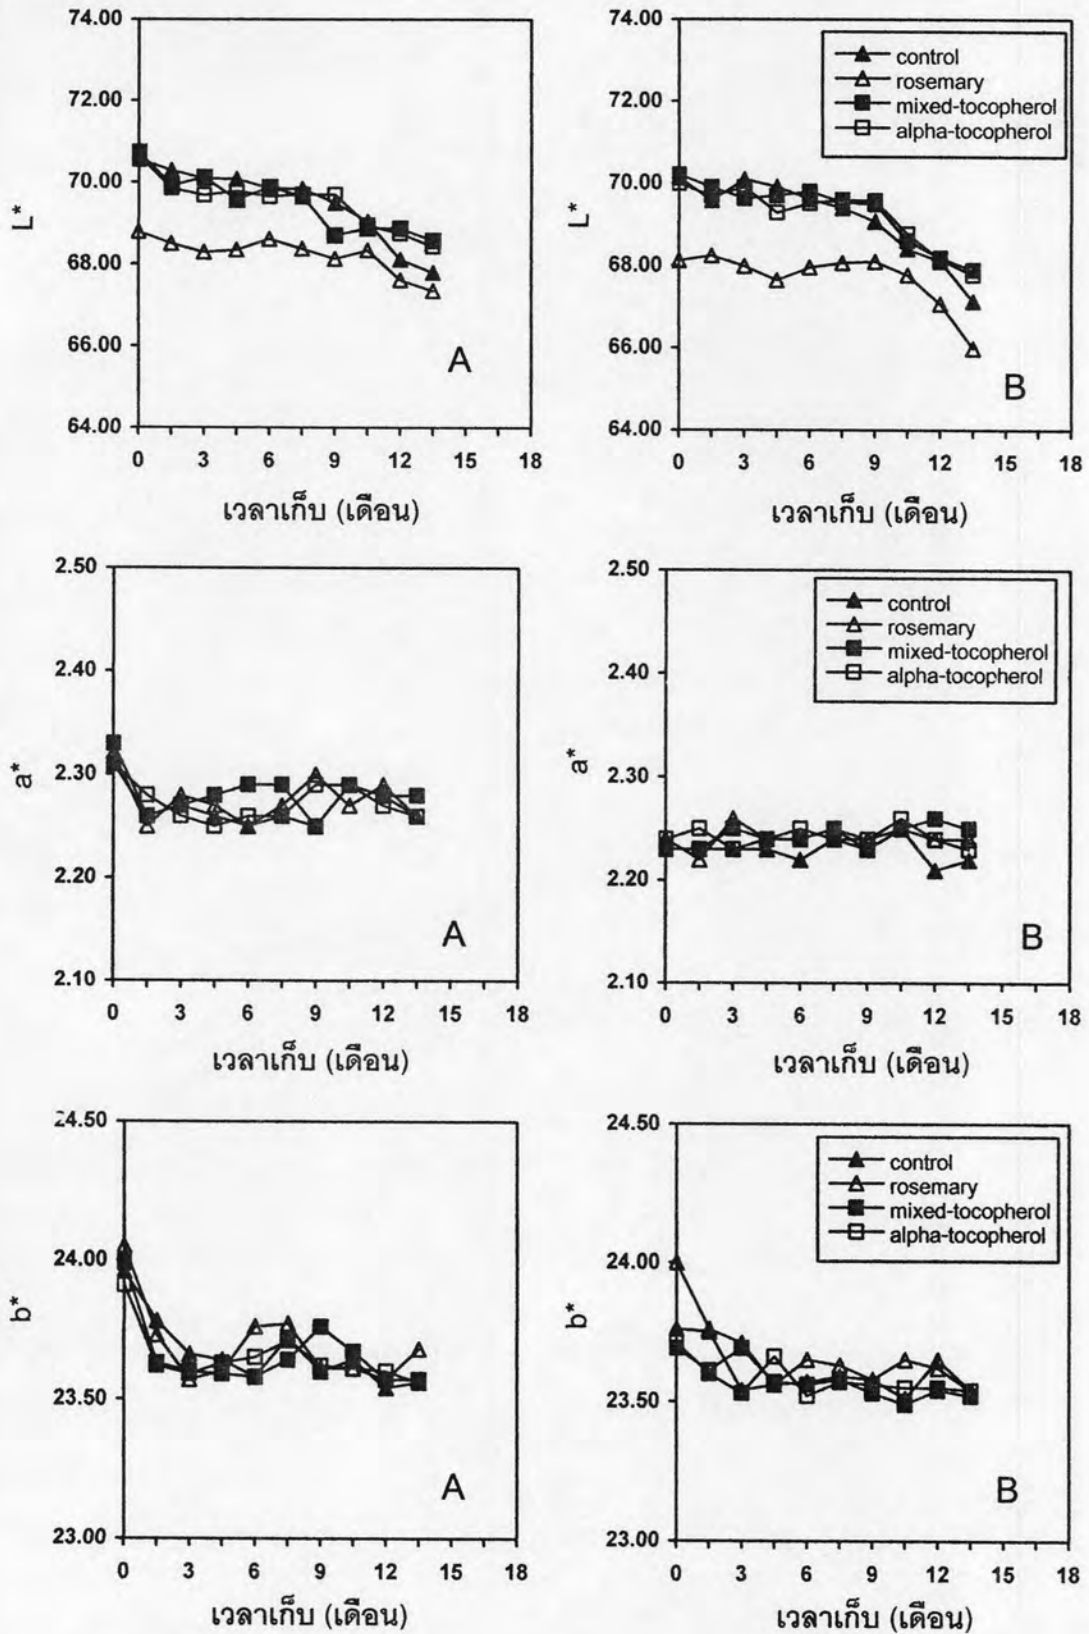 74.00
72.00
70.00
68.00
66.00
64.00
L*
0 3 6 9 12 15 18
เวลาเก็บ (เดือน)
A
74.00
72.00
70.00
68.00
66.00
64.00
L*
control
rosemary
mixed-tocopherol
alpha-tocopherol
0 3 6 9 12 15 18
เวลาเก็บ (เดือน)
B
2.50
2.40
2.30
2.20
2.10
a*
0 3 6 9 12 15 18
เวลาเก็บ (เดือน)
A
2.50
2.40
2.30
2.20
2.10
a*
control
rosemary
mixed-tocopherol
alpha-tocopherol
0 3 6 9 12 15 18
เวลาเก็บ (เดือน)
B
24.50
24.00
23.50
23.00
b*
0 3 6 9 12 15 18
เวลาเก็บ (เดือน)
A
24.50
24.00
23.50
23.00
b*
control
rosemary
mixed-tocopherol
alpha-tocopherol
0 3 6 9 12 15 18
เวลาเก็บ (เดือน)
B